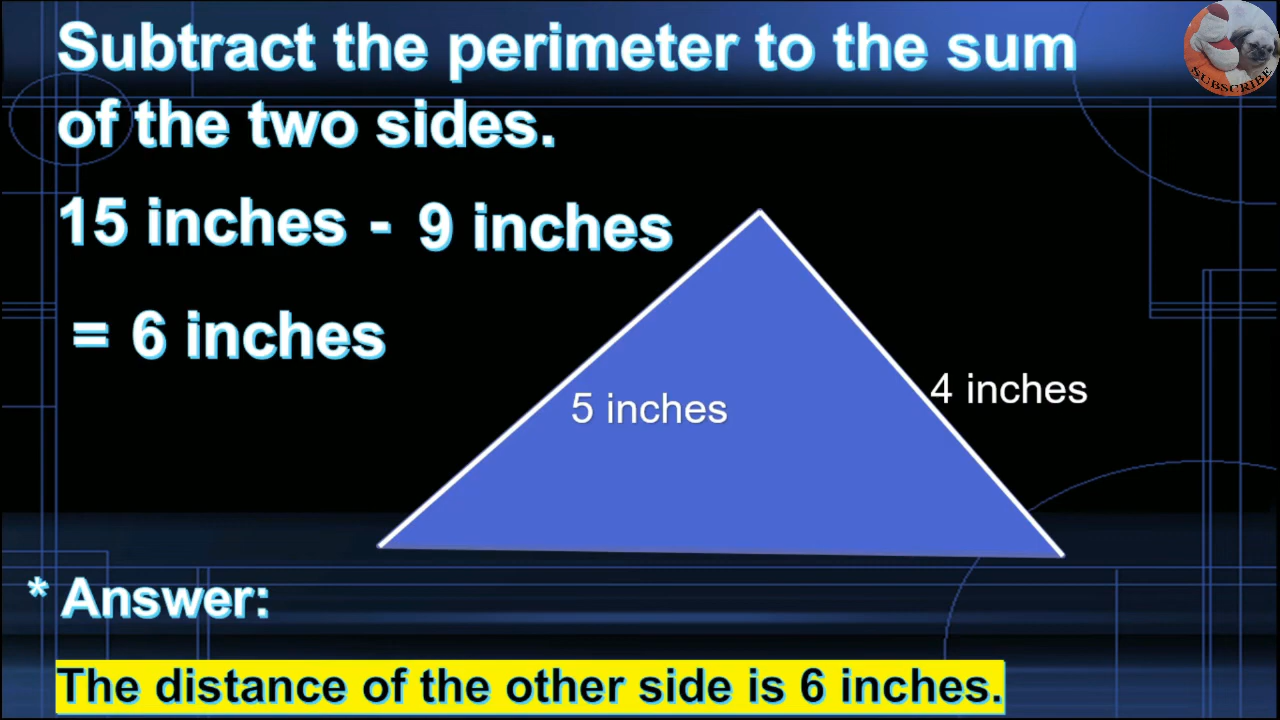 Subtract the perimeter to the sum
of the two sides.
15 inches - 9 inches
= 6 inches
5 inches
4 inches
* Answer:
The distance of the other side is 6 inches.
SUBSCRIBE